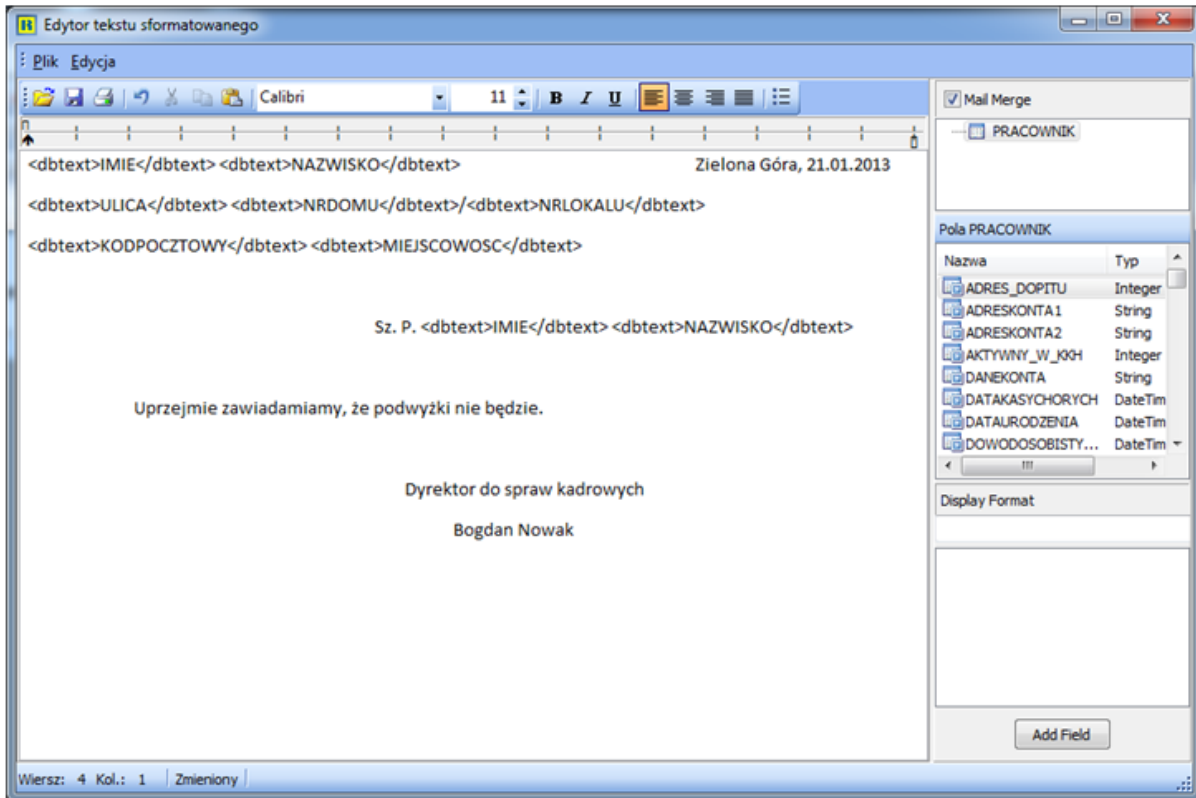 Edytor tekstu sformatowanego
Plik Edycja
Calibri 11 B I U
Mail Merge
PRACOWNIK
<dbtext>IMIE</dbtext> <dbtext>NAZWISKO</dbtext> Zielona Góra, 21.01.2013
<dbtext>ULICA</dbtext> <dbtext>NRDOMU</dbtext>/<dbtext>NRLOKALU</dbtext>
<dbtext>KODPOCZTOWY</dbtext> <dbtext>MIEJSCOWOSC</dbtext>
Sz. P. <dbtext>IMIE</dbtext> <dbtext>NAZWISKO</dbtext>
Uprzejmie zawiadamiamy, że podwyżki nie będzie.
Dyrektor do spraw kadrowych
Bogdan Nowak
Pola PRACOWNIK
Nazwa Typ
ADRES_DOPITU Integer
ADRESKONTA1 String
ADRESKONTA2 String
AKTYWNY_W_KKH Integer
DANEKONTA String
DATAKASYCHORYCH DateTim
DATAURODZENIA DateTim
DOWODOSOBISTY... DateTim
Display Format
Add Field
Wiersz: 4 Kol.: 1 Zmieniony